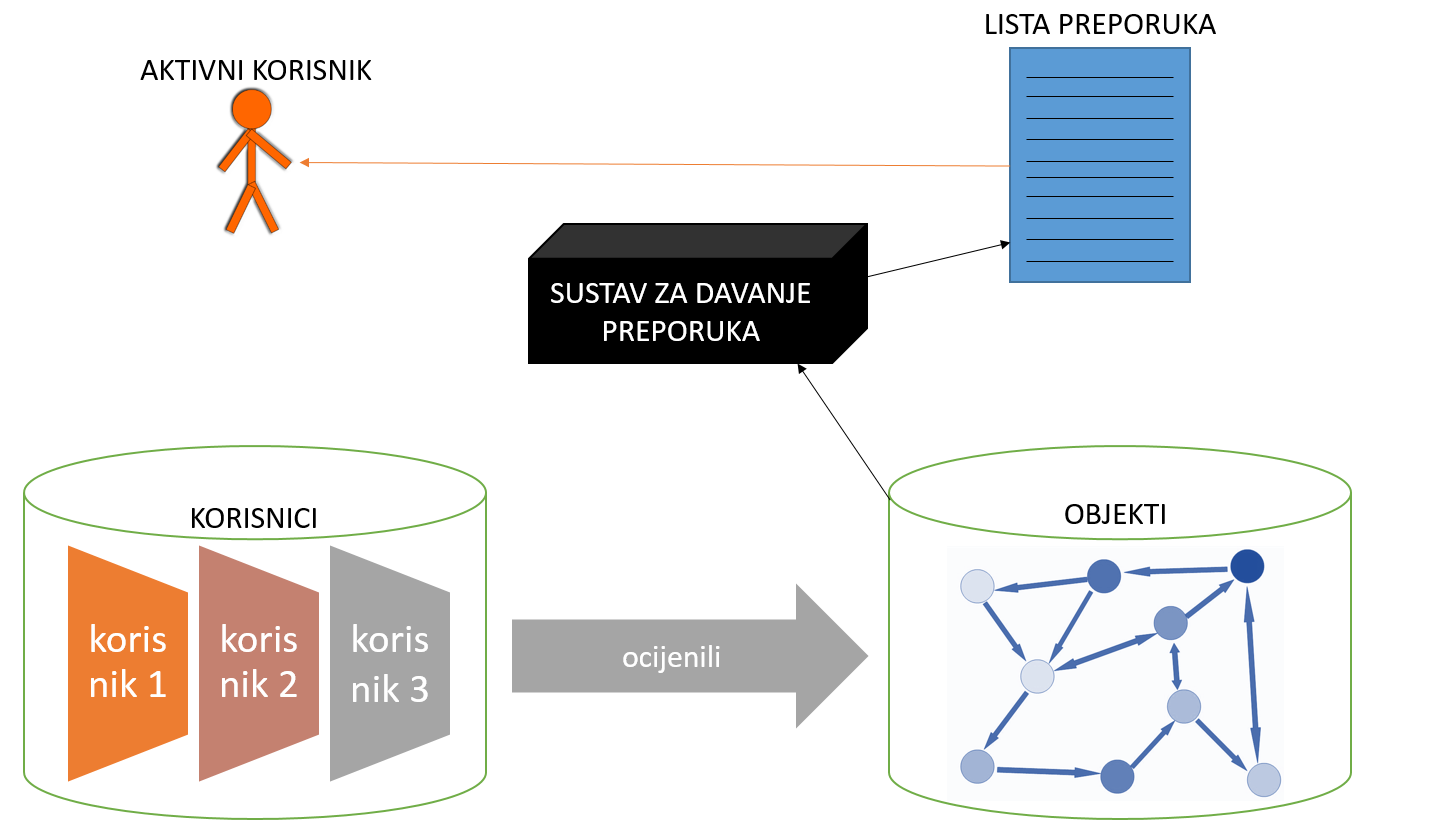 LISTA PREPORUKA
AKTIVNI KORISNIK
SUSTAV ZA DAVANJE
PREPORUKA
KORISNICI
koris
nik 1
koris
nik 2
koris
nik 3
ocijenili
OBJEKTI